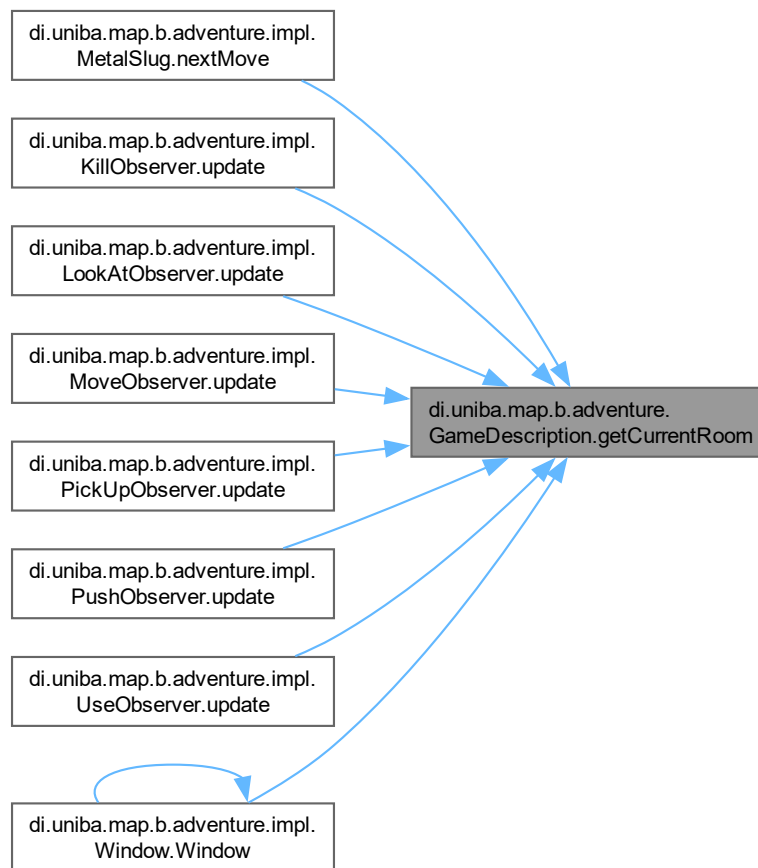 di.uniba.map.b.adventure.impl.
MetalSlug.nextMove
di.uniba.map.b.adventure.impl.
KillObserver.update
di.uniba.map.b.adventure.impl.
LookAtObserver.update
di.uniba.map.b.adventure.impl.
MoveObserver.update
di.uniba.map.b.adventure.
GameDescription.getCurrentRoom
di.uniba.map.b.adventure.impl.
PickUpObserver.update
di.uniba.map.b.adventure.impl.
PushObserver.update
di.uniba.map.b.adventure.impl.
UseObserver.update
di.uniba.map.b.adventure.impl.
Window.Window